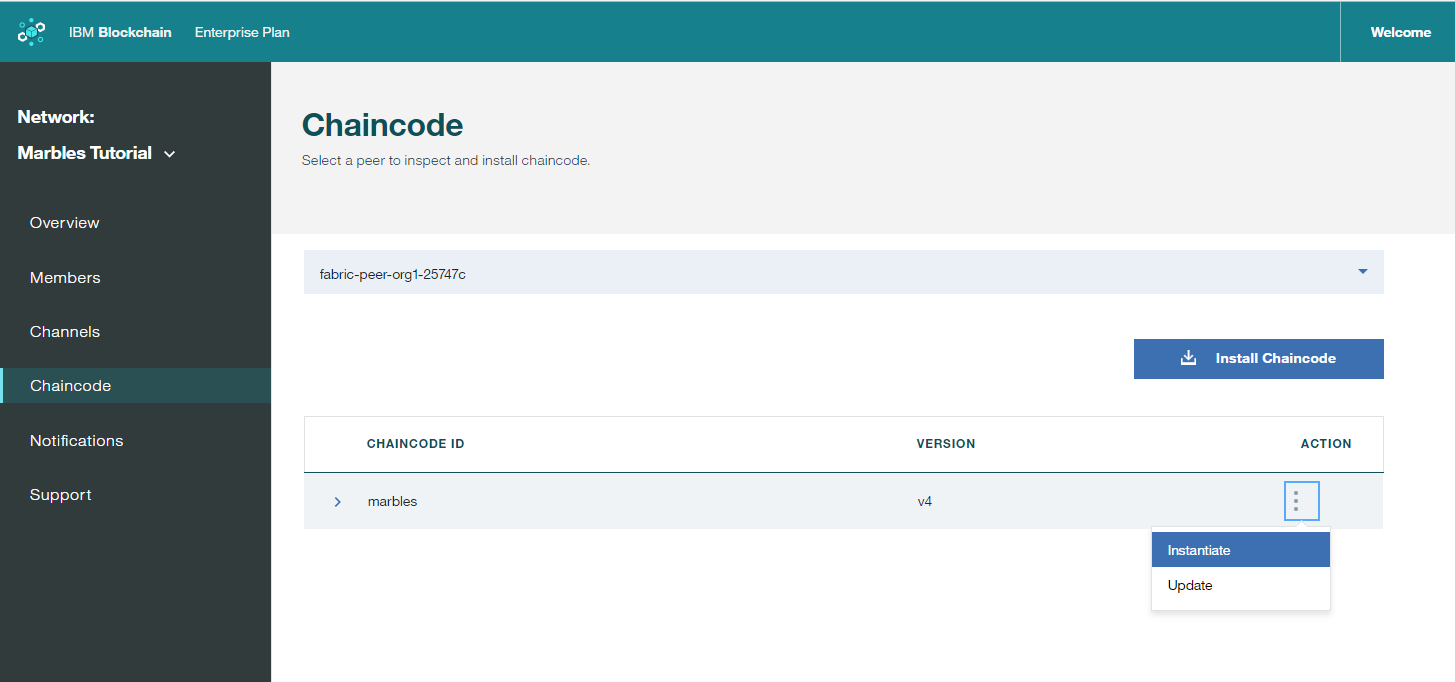 IBM Blockchain Enterprise Plan Welcome
Network:
Marbles Tutorial
Overview
Members
Channels
Chaincode
Notifications
Support
Chaincode
Select a peer to inspect and install chaincode.
fabric-peer-org1-25747c
Install Chaincode
CHAINCODE ID VERSION ACTION
marbles v4
Instantiate
Update